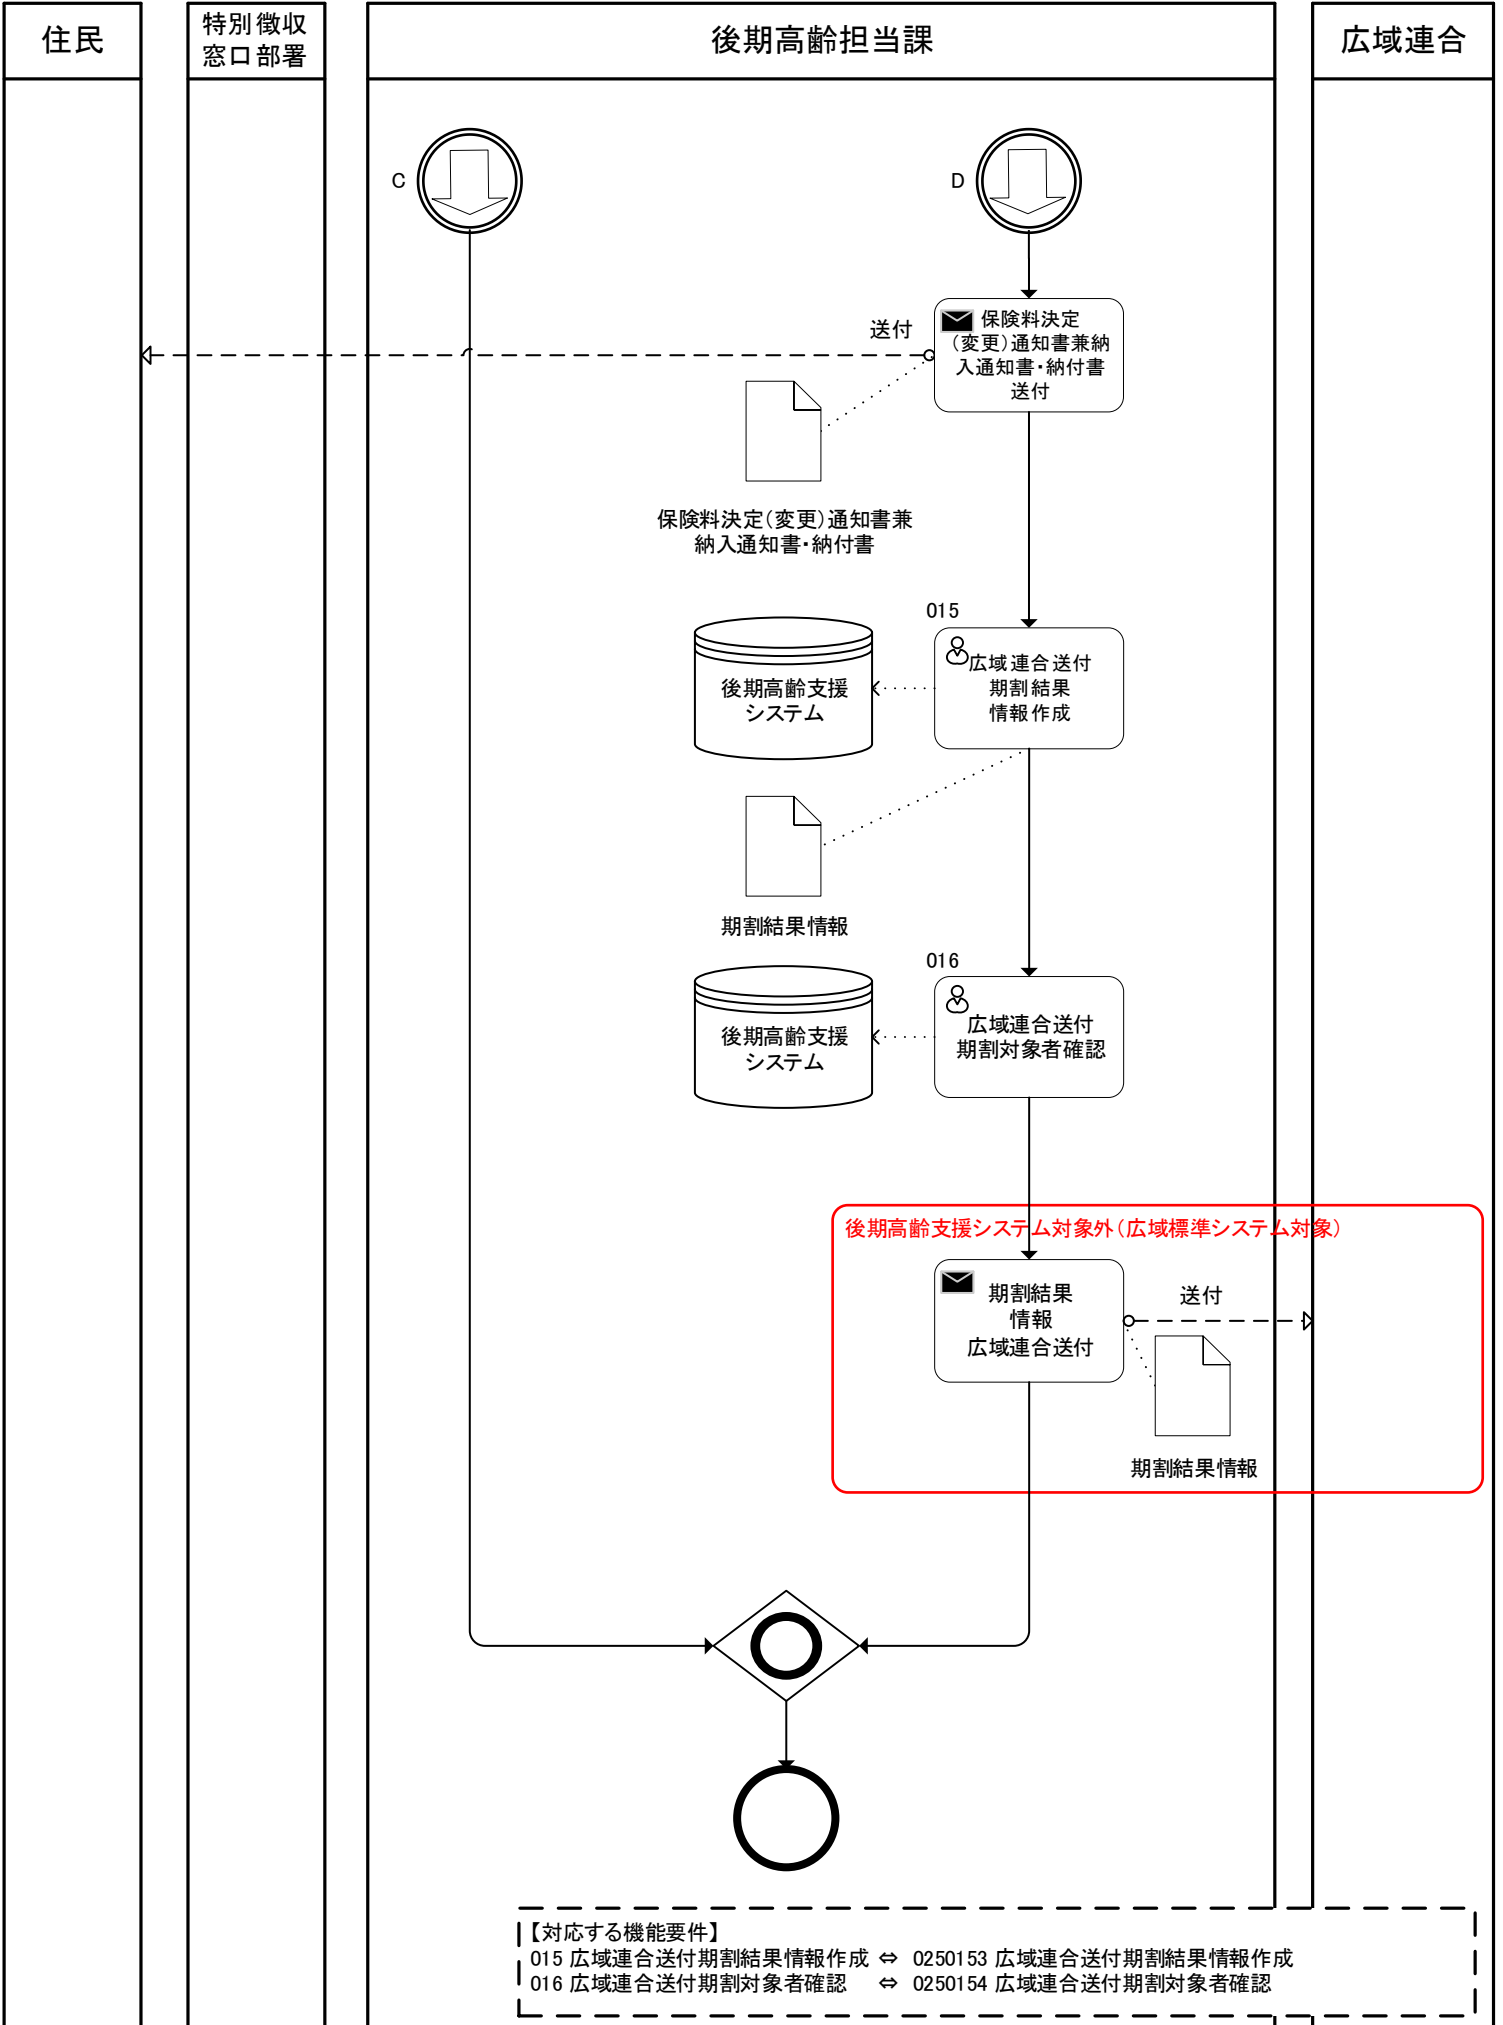 住民
特別徴収
窓口部署
後期高齢担当課
広域連合
C
D
送付
保険料決定
（変更）通知書兼納
入通知書・納付書
送付
保険料決定（変更）通知書兼
納入通知書・納付書
015
広域連合送付
期割結果
情報作成
後期高齢支援
システム
期割結果情報
016
広域連合送付
期割対象者確認
後期高齢支援
システム
後期高齢支援システム対象外（広域標準システム対象）
期割結果
情報
広域連合送付
送付
期割結果情報
【対応する機能要件】
015 広域連合送付期割結果情報作成 ⇔ 0250153 広域連合送付期割結果情報作成
016 広域連合送付期割対象者確認 ⇔ 0250154 広域連合送付期割対象者確認